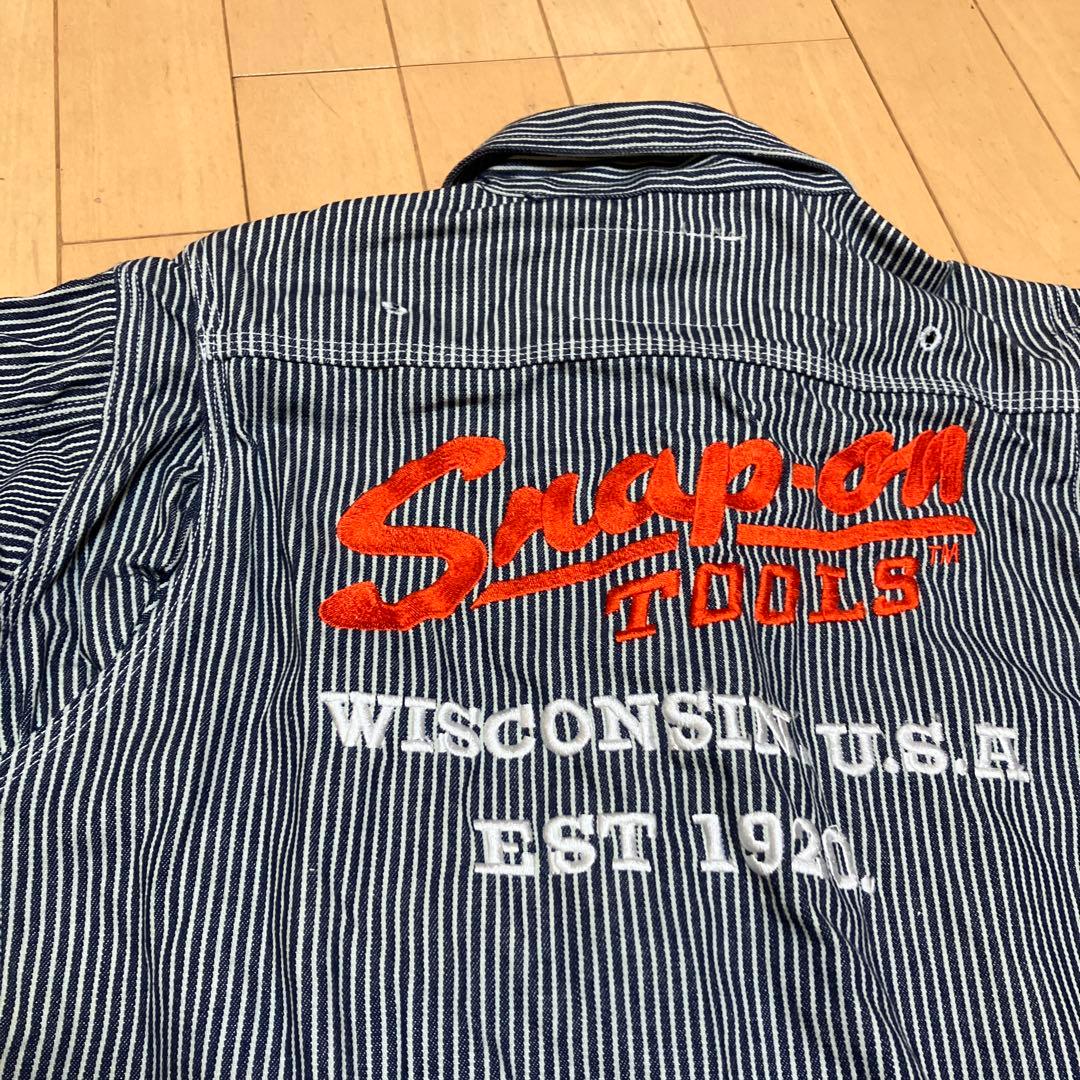 Snap-on
TOOLS™
WISCONSIN. U.S.A
EST 1920.